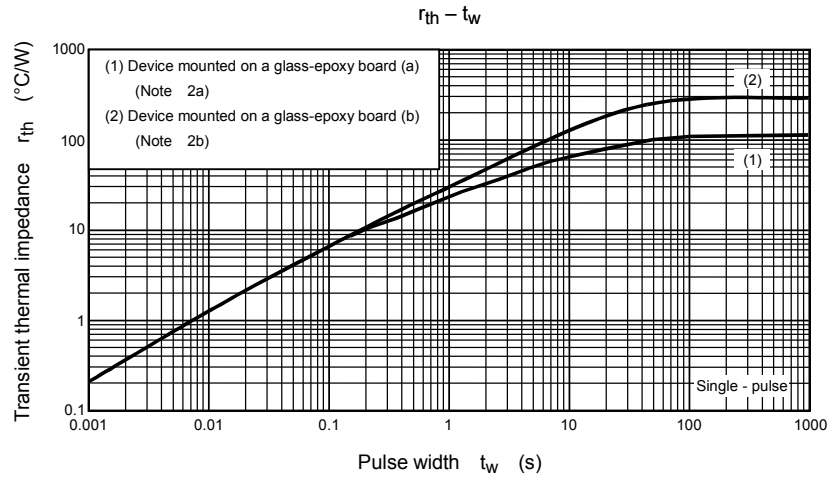 rth – tw
(1) Device mounted on a glass-epoxy board (a)
(Note 2a)
(2) Device mounted on a glass-epoxy board (b)
(Note 2b)
(2)
(1)
Single - pulse
Transient thermal impedance rth (°C/W)
1000
100
10
1
0.1
0.001
0.01
0.1
1
10
100
1000
Pulse width tw (s)